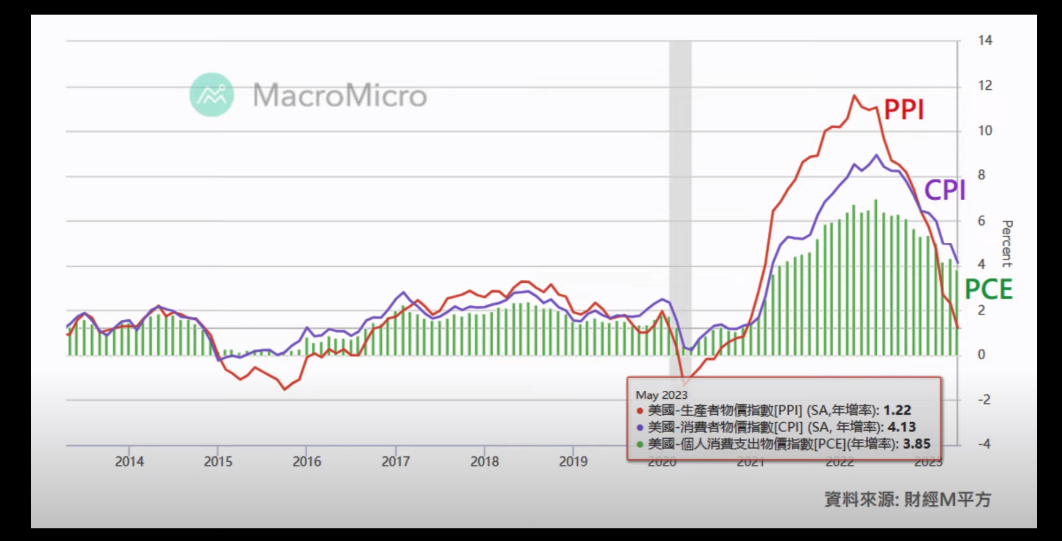 MacroMicro
14
12
10
8
6
4
2
0
-2
-4
Percent
PPI
CPI
PCE
May 2023
美國-生產者物價指數[PPI] (SA,年增率): 1.22
美國-消費者物價指數[CPI] (SA, 年增率): 4.13
美國-個人消費支出物價指數[PCE](年增率): 3.85
2014 2015 2016 2017 2018 2019 2020 2021 2022 2023
資料來源: 財經M平方